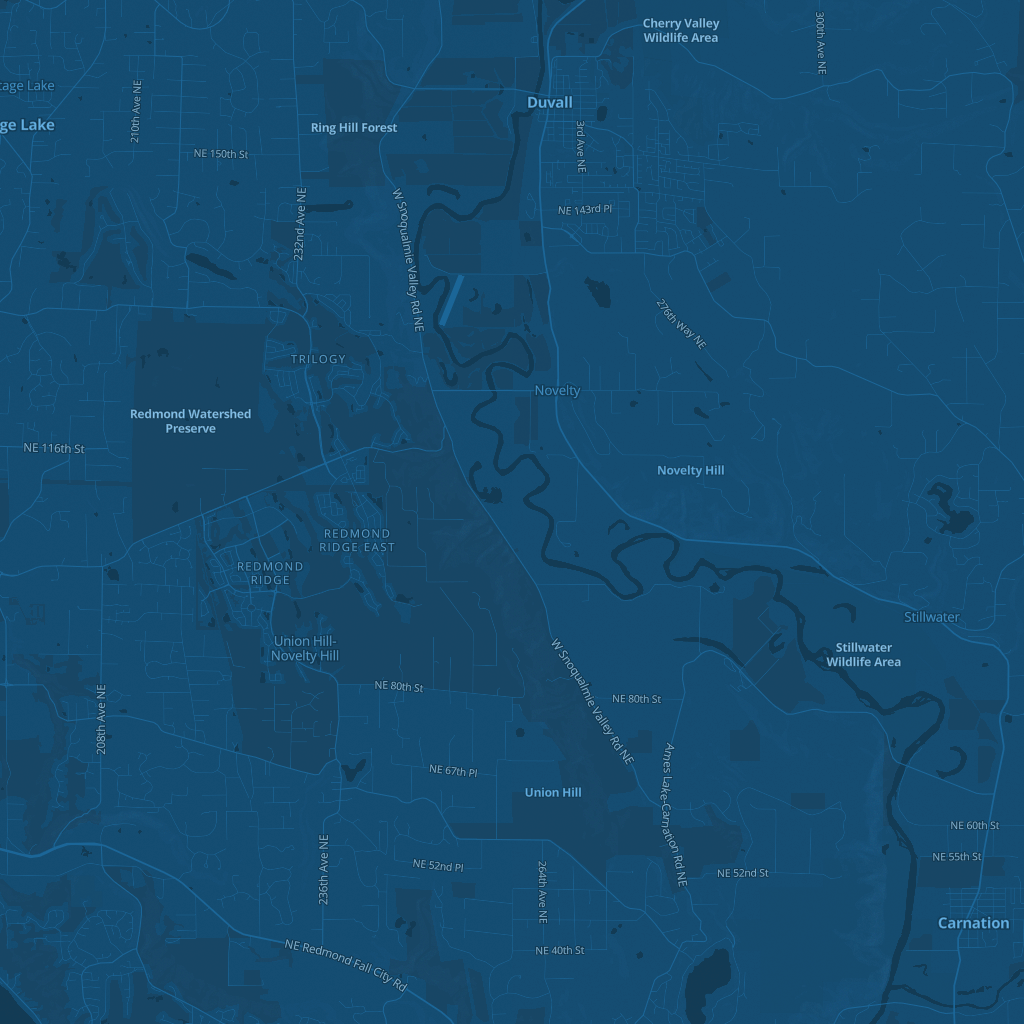 Cherry Valley
Wildlife Area
300th Ave NE
Duvall
210th Ave NE
Ring Hill Forest
3rd Ave NE
NE 150th St
W Snoqualmie Valley Rd NE
232nd Ave NE
NE 143rd Pl
276th Way NE
TRILOGY
Novelty
Redmond Watershed
Preserve
NE 116th St
Novelty Hill
REDMOND
RIDGE EAST
REDMOND
RIDGE
Union Hill-
Novelty Hill
Stillwater
Stillwater
Wildlife Area
W Snoqualmie Valley Rd NE
NE 80th St
NE 80th St
208th Ave NE
NE 67th Pl
Ames Lake-Carnation Rd NE
Union Hill
NE 60th St
NE 55th St
NE 52nd Pl
236th Ave NE
264th Ave NE
NE 52nd St
Carnation
NE Redmond Fall City Rd
NE 40th St